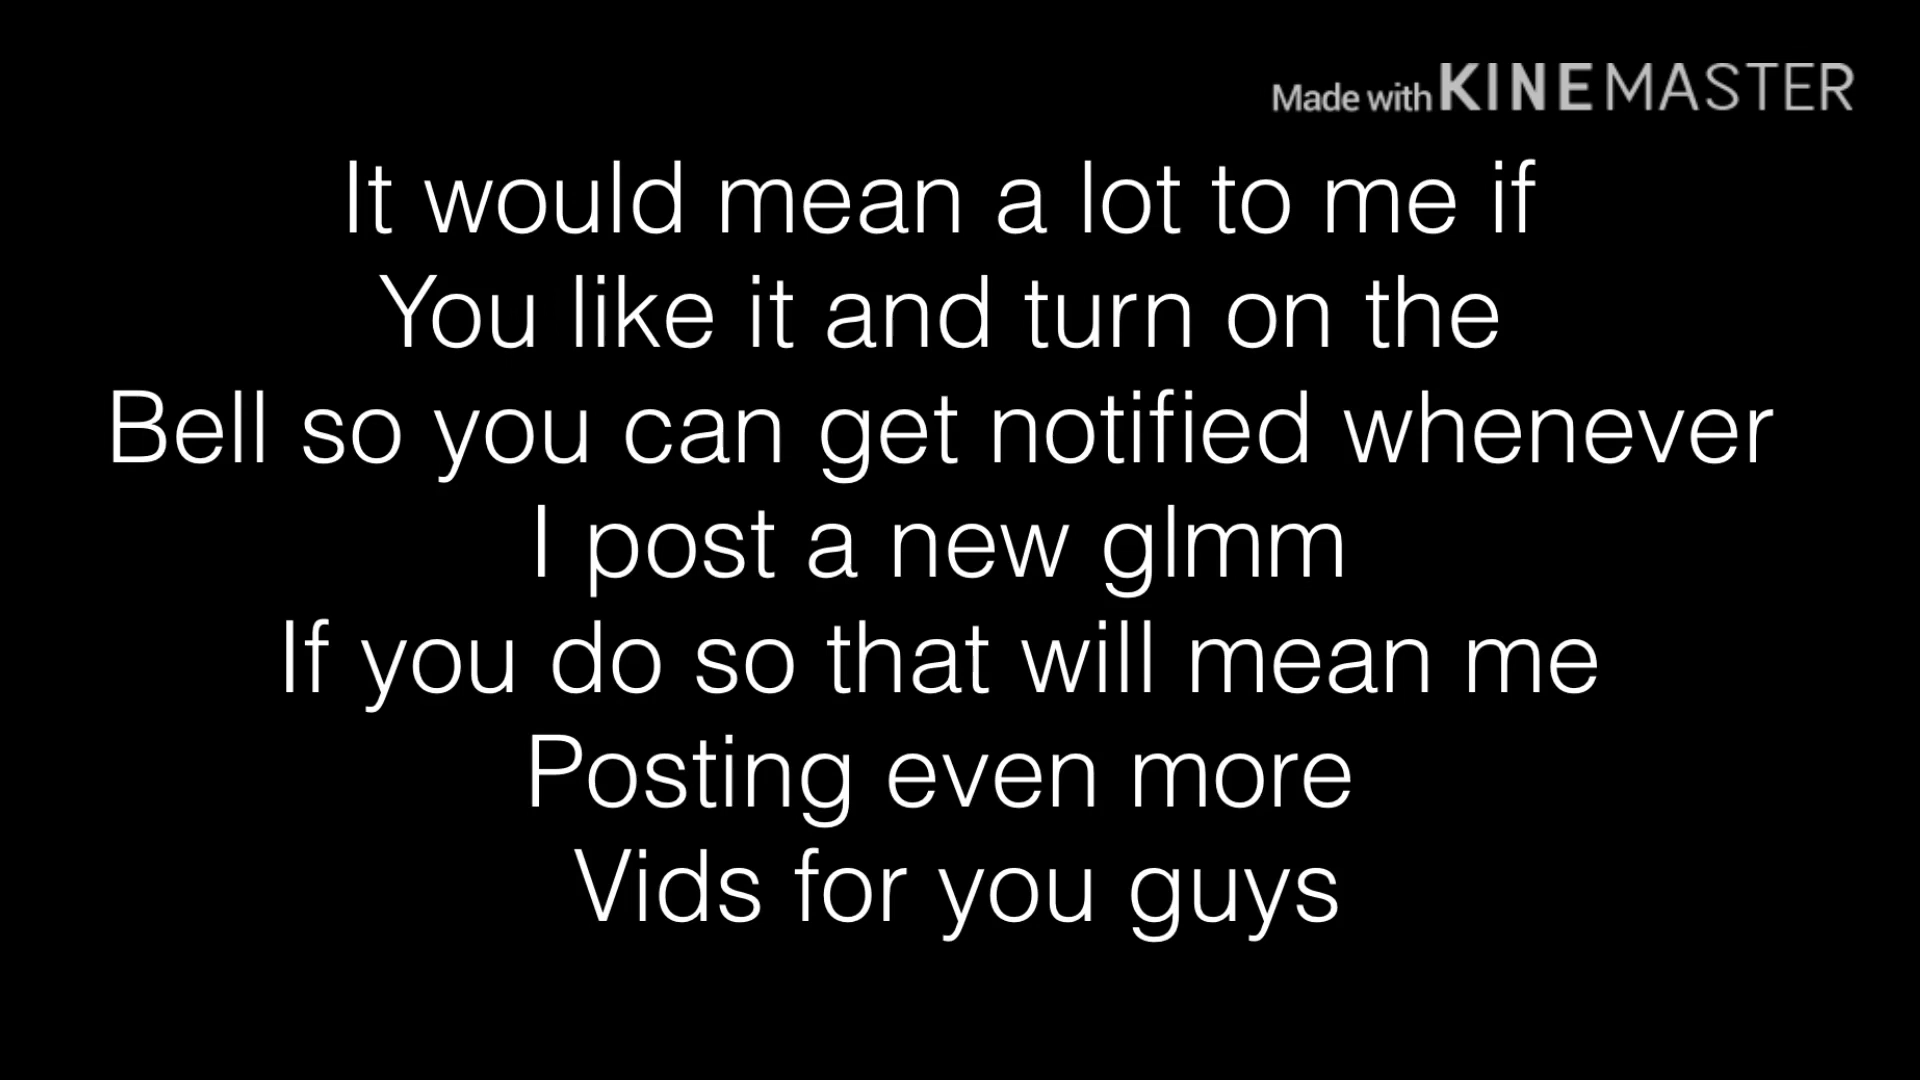 Made with KINEMASTER
It would mean a lot to me if
You like it and turn on the
Bell so you can get notified whenever
I post a new glmm
If you do so that will mean me
Posting even more
Vids for you guys